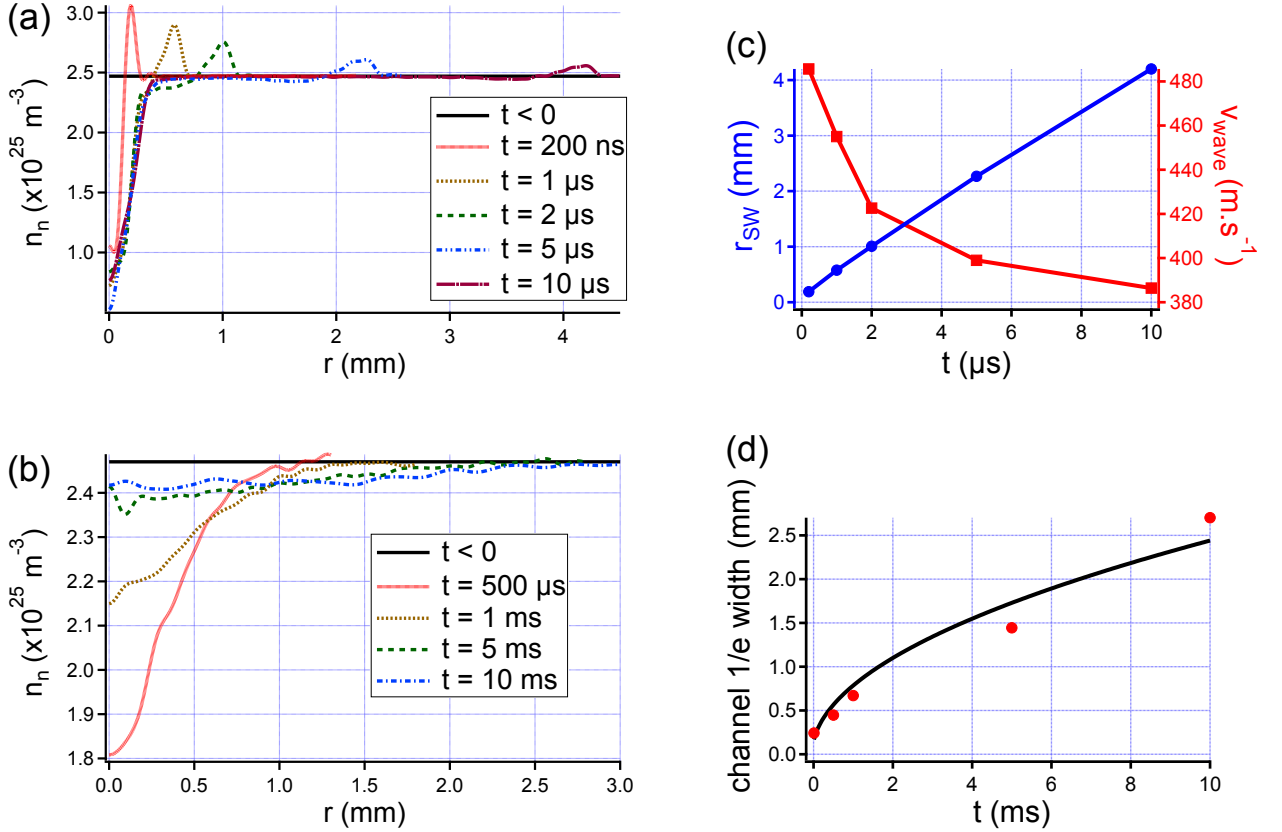 (a)
3.0
2.5
2.0
1.5
1.0
nn (x10^25 m^-3)
0
1
2
3
4
r (mm)
t < 0
t = 200 ns
t = 1 µs
t = 2 µs
t = 5 µs
t = 10 µs
(c)
4
3
2
1
0
rSW (mm)
480
460
440
420
400
380
vwave (m.s^-1)
0
2
4
6
8
10
t (µs)
(b)
2.4
2.3
2.2
2.1
2.0
1.9
1.8
nn (x10^25 m^-3)
0.0
0.5
1.0
1.5
2.0
2.5
3.0
r (mm)
t < 0
t = 500 µs
t = 1 ms
t = 5 ms
t = 10 ms
(d)
2.5
2.0
1.5
1.0
0.5
0.0
channel 1/e width (mm)
0
2
4
6
8
10
t (ms)